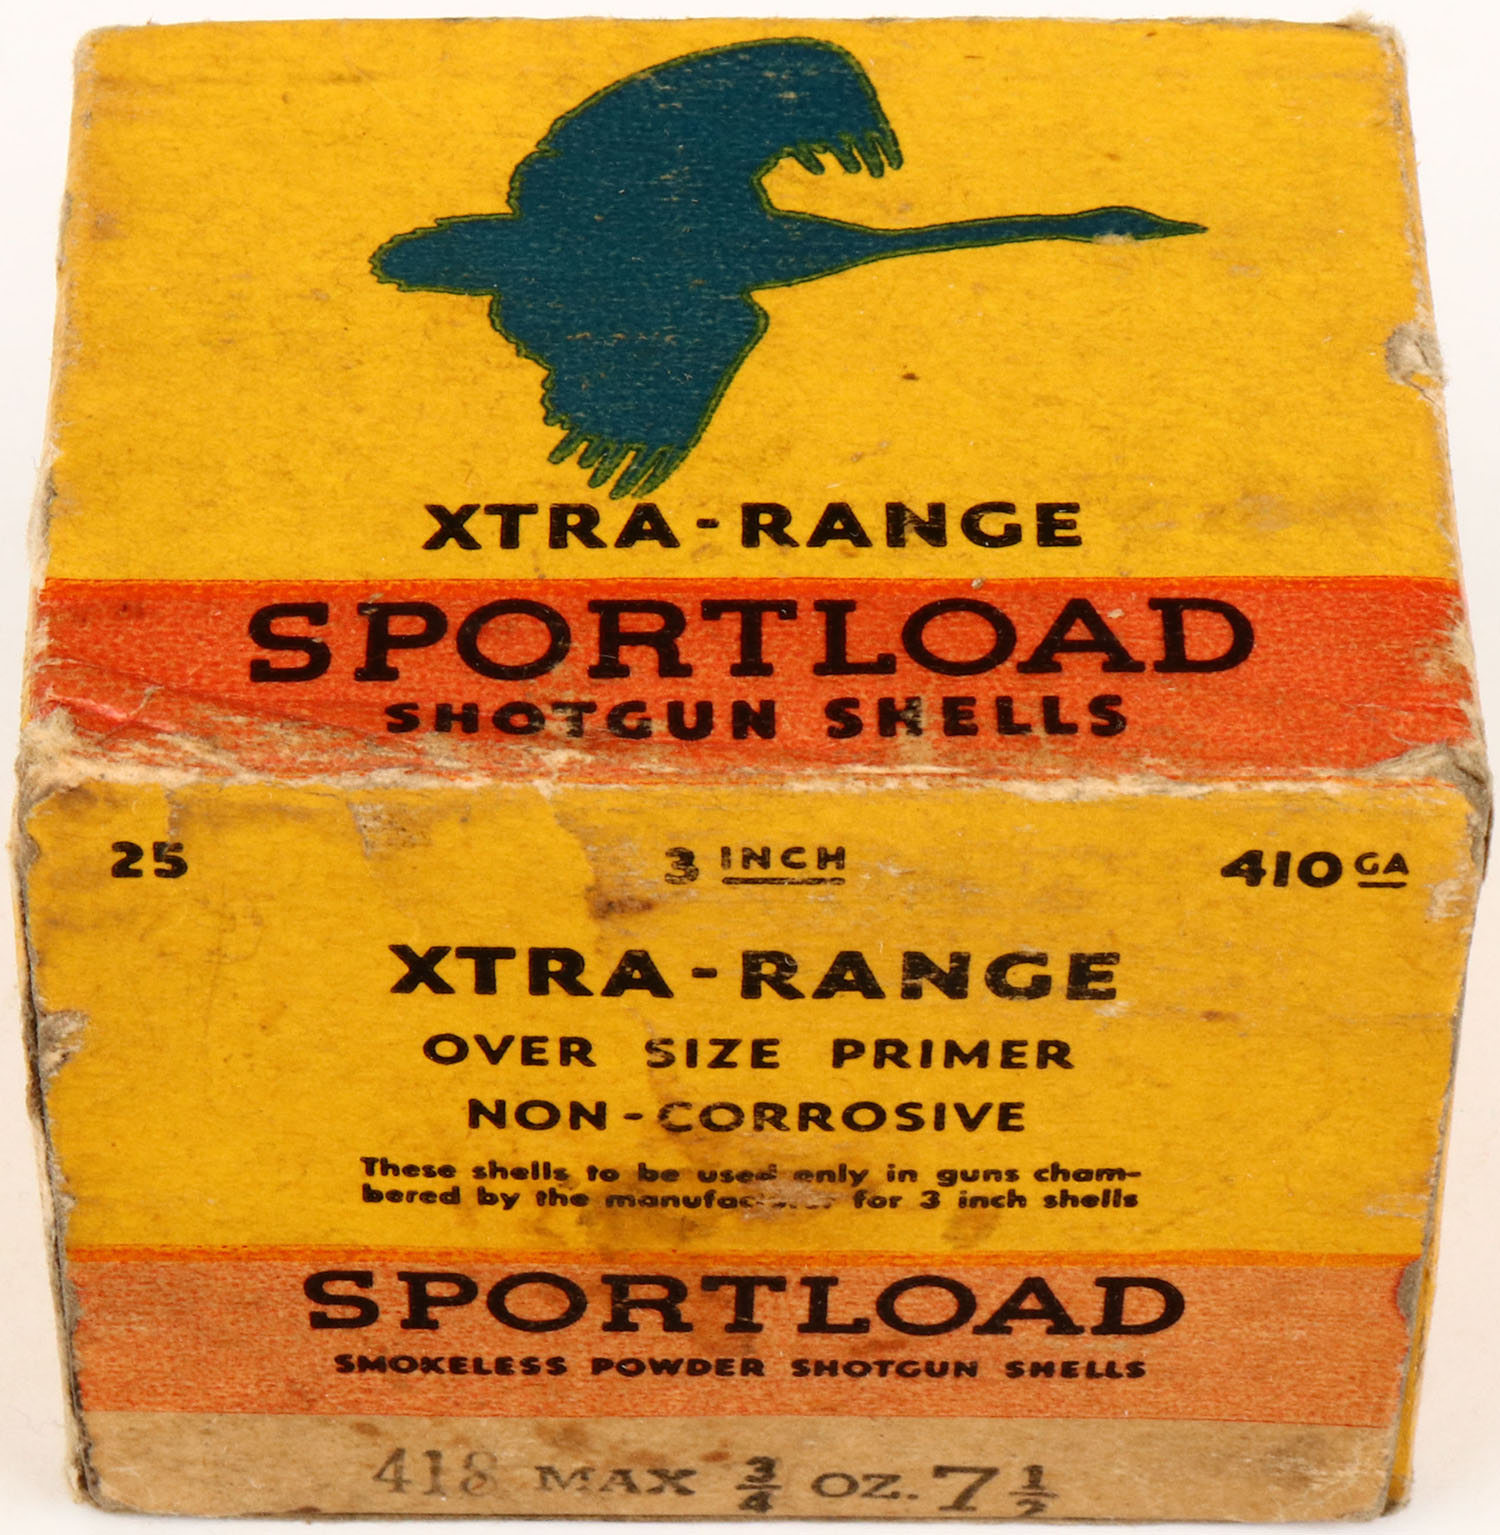 XTRA-RANGE
SPORTLOAD
SHOTGUN SHELLS
25 3 INCH 410 GA
XTRA-RANGE
OVER SIZE PRIMER
NON-CORROSIVE
These shells to be used only in guns cham-
bered by the for 3 inch shells
SPORTLOAD
SMOKELESS POWDER SHOTGUN SHELLS
418 MAX 3/4 OZ. 7 1/2